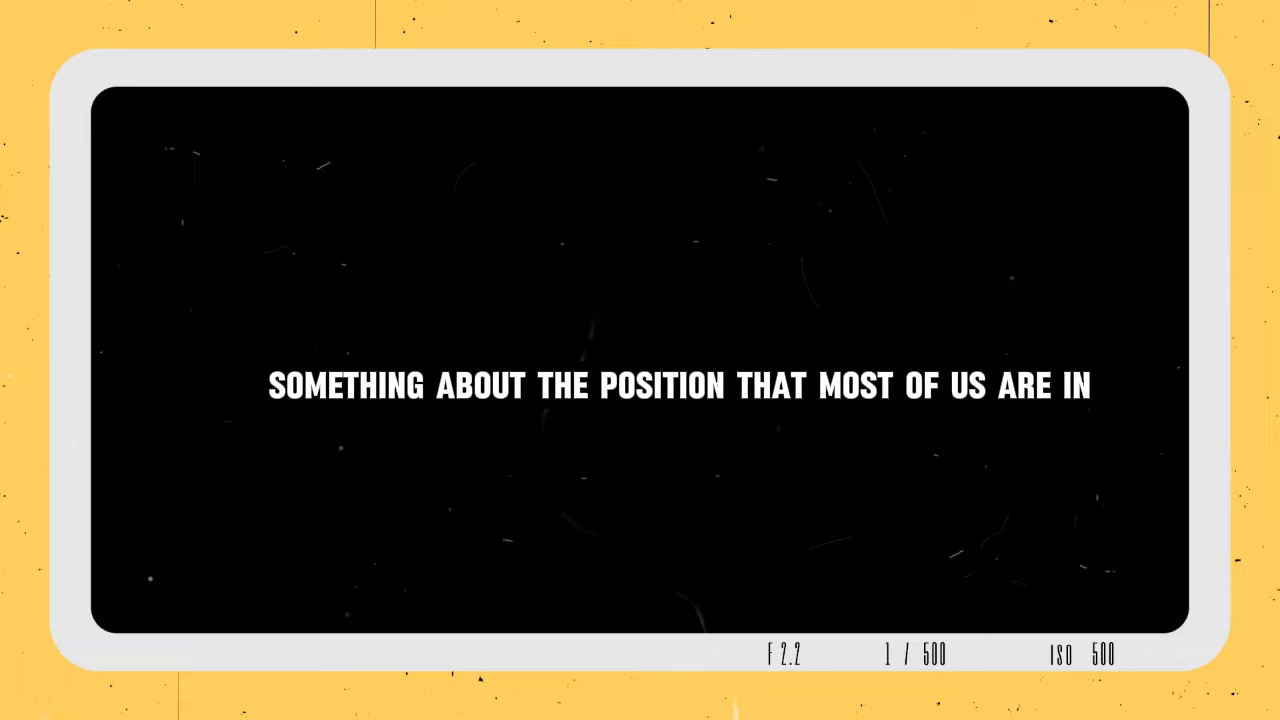 SOMETHING ABOUT THE POSITION THAT MOST OF US ARE IN
F 2.2 1 / 500 ISO 500